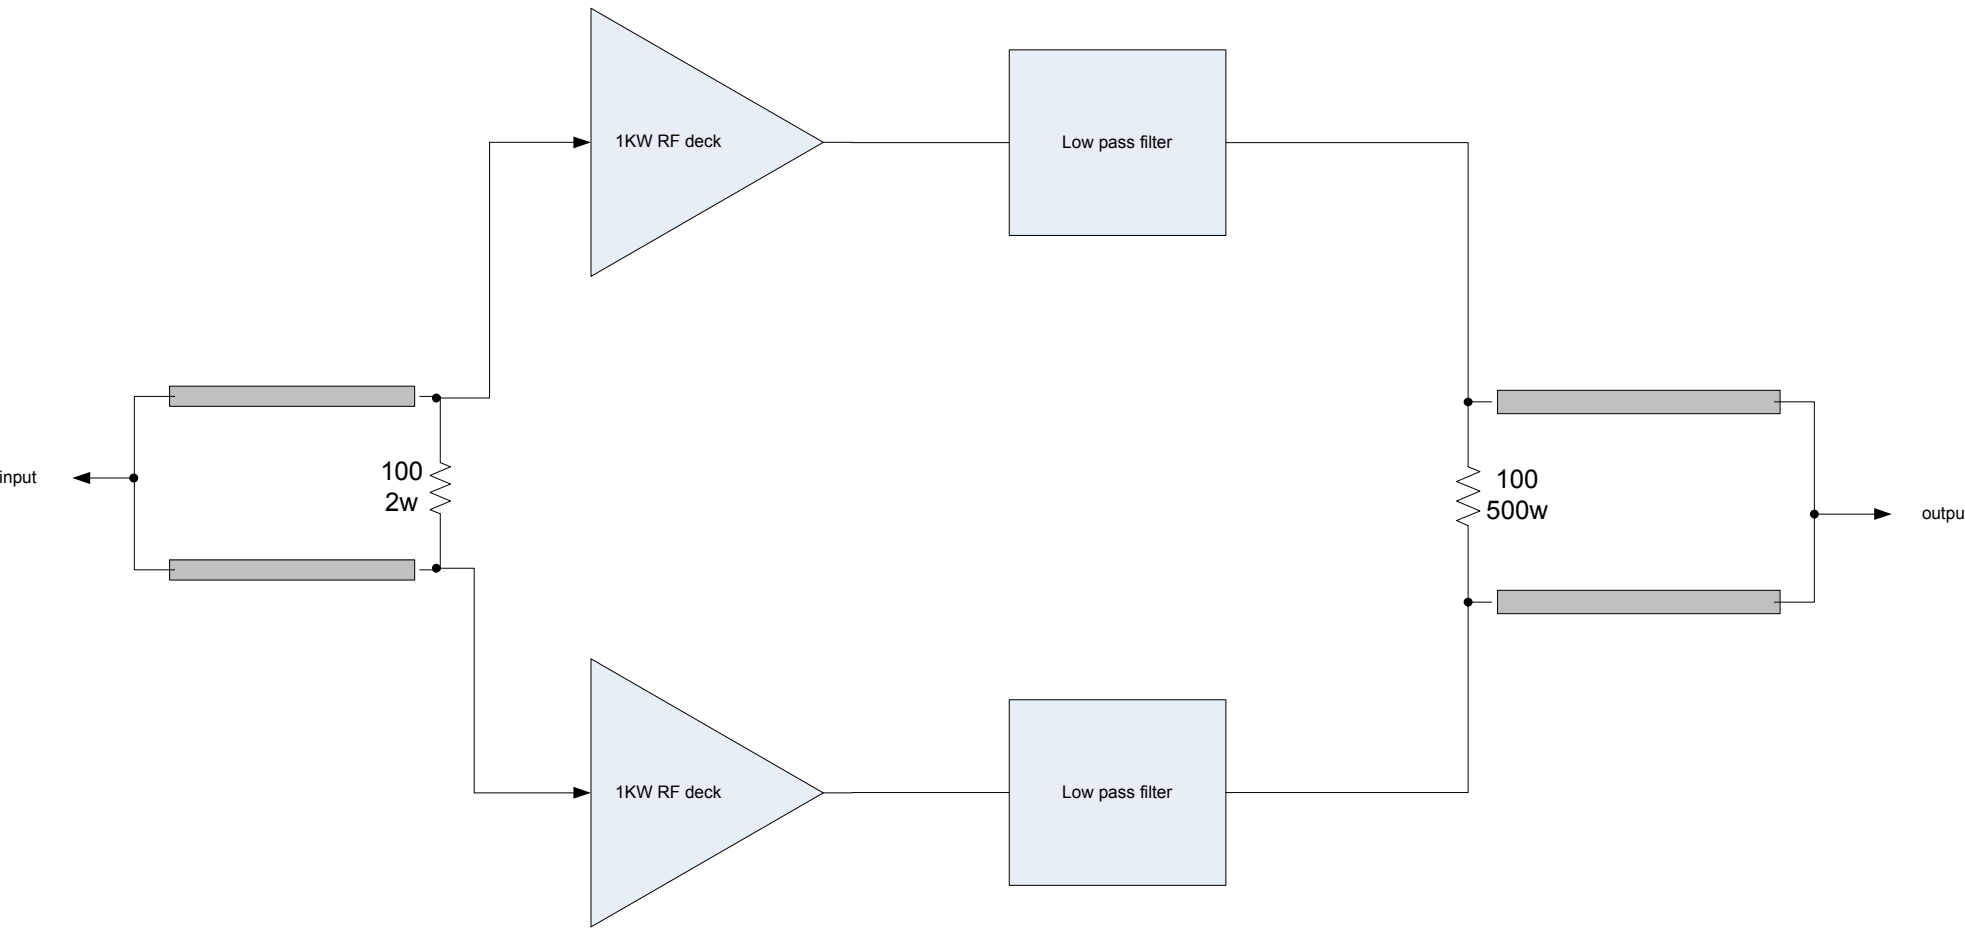 1KW RF deck
Low pass filter
input
100
2w
100
500w
outpu
1KW RF deck
Low pass filter